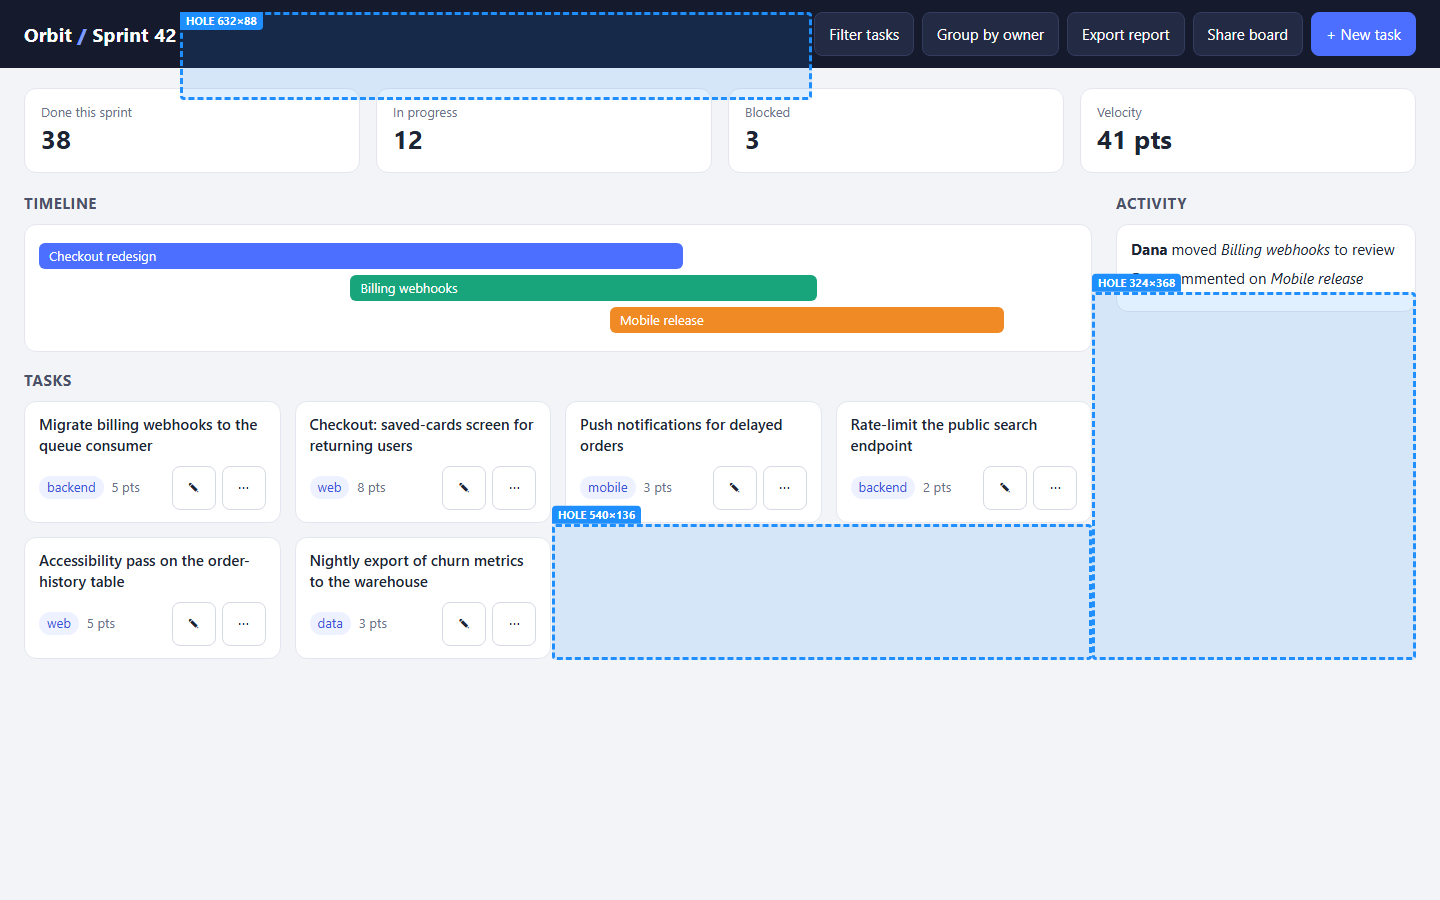 Orbit / Sprint 42
HOLE 632×88
Filter tasks
Group by owner
Export report
Share board
+ New task
Done this sprint
38
In progress
12
Blocked
3
Velocity
41 pts
TIMELINE
Checkout redesign
Billing webhooks
Mobile release
ACTIVITY
Dana moved Billing webhooks to review
mmented on Mobile release
HOLE 324×368
TASKS
Migrate billing webhooks to the
queue consumer
backend 5 pts
Checkout: saved-cards screen for
returning users
web 8 pts
Push notifications for delayed
orders
mobile 3 pts
Rate-limit the public search
endpoint
backend 2 pts
HOLE 540×136
Accessibility pass on the order-
history table
web 5 pts
Nightly export of churn metrics
to the warehouse
data 3 pts